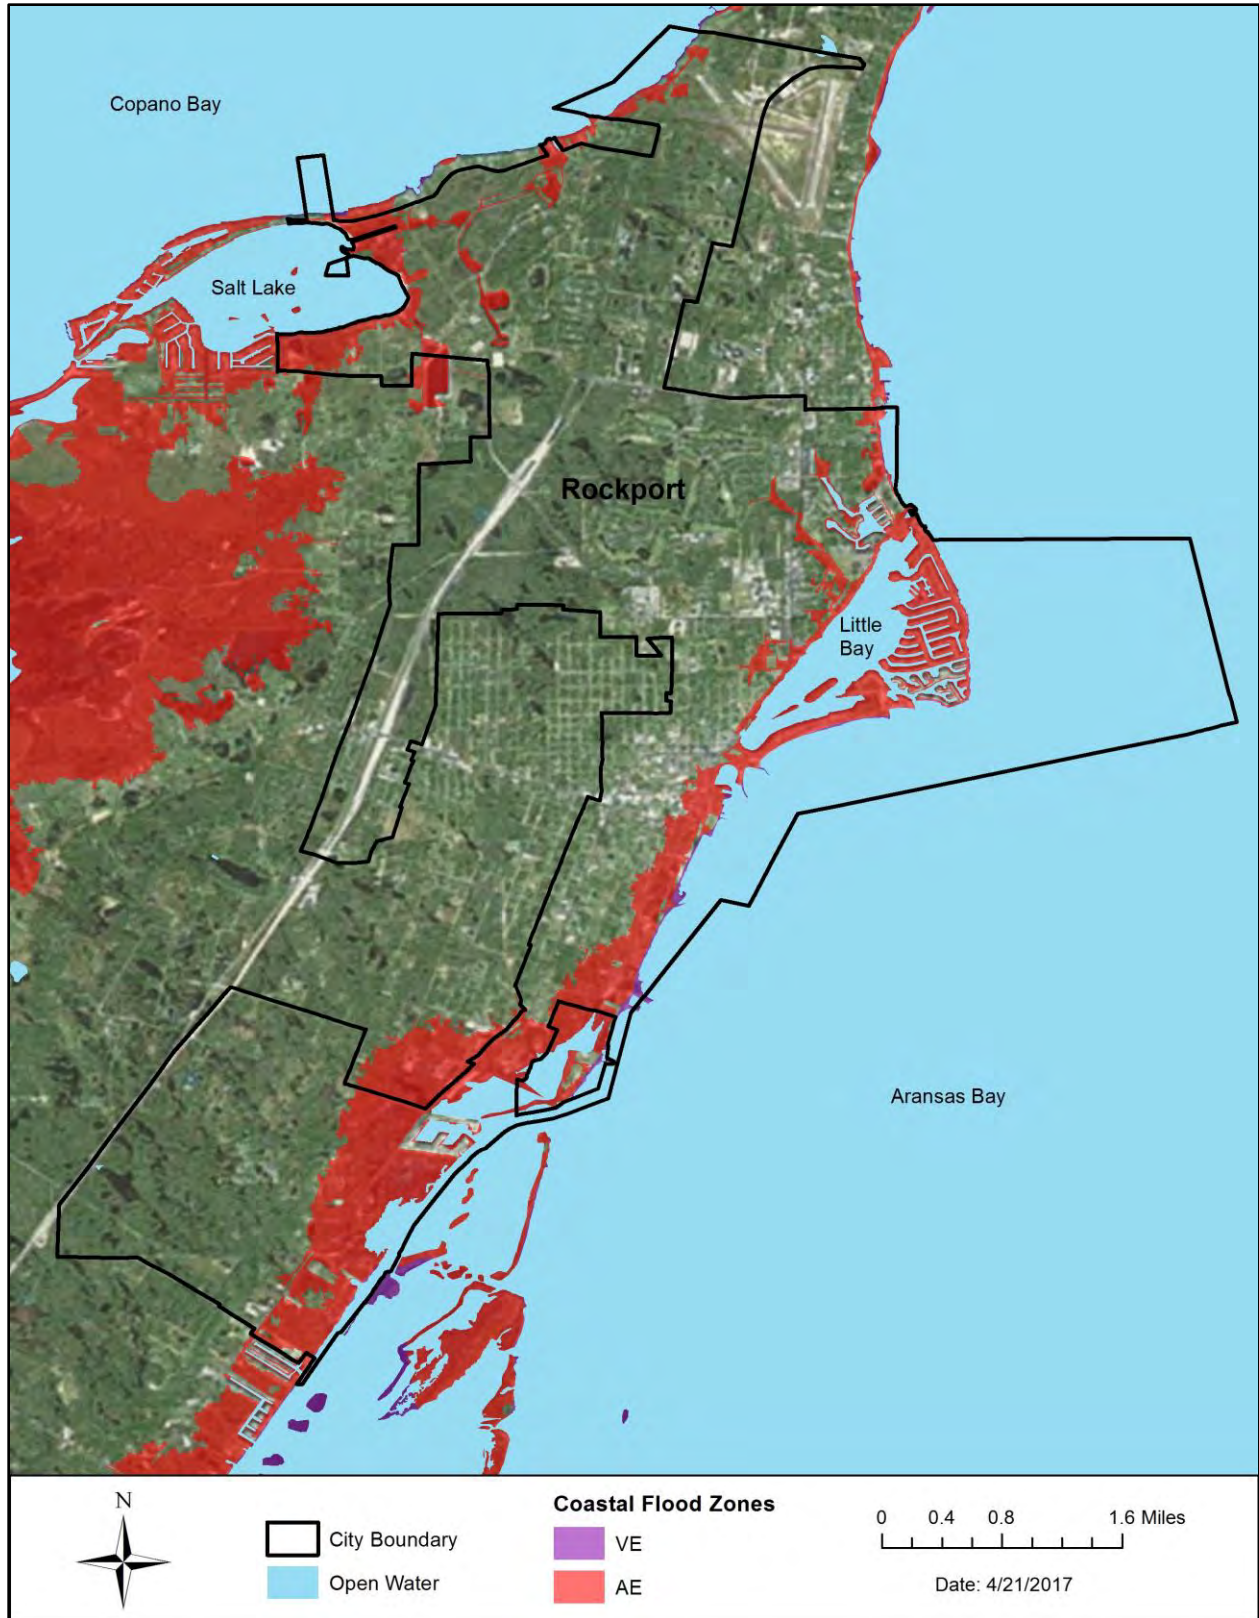 Copano Bay
Salt Lake
Rockport
Little
Bay
Aransas Bay
N
City Boundary
Open Water
Coastal Flood Zones
VE
AE
0 0.4 0.8 1.6 Miles
Date: 4/21/2017